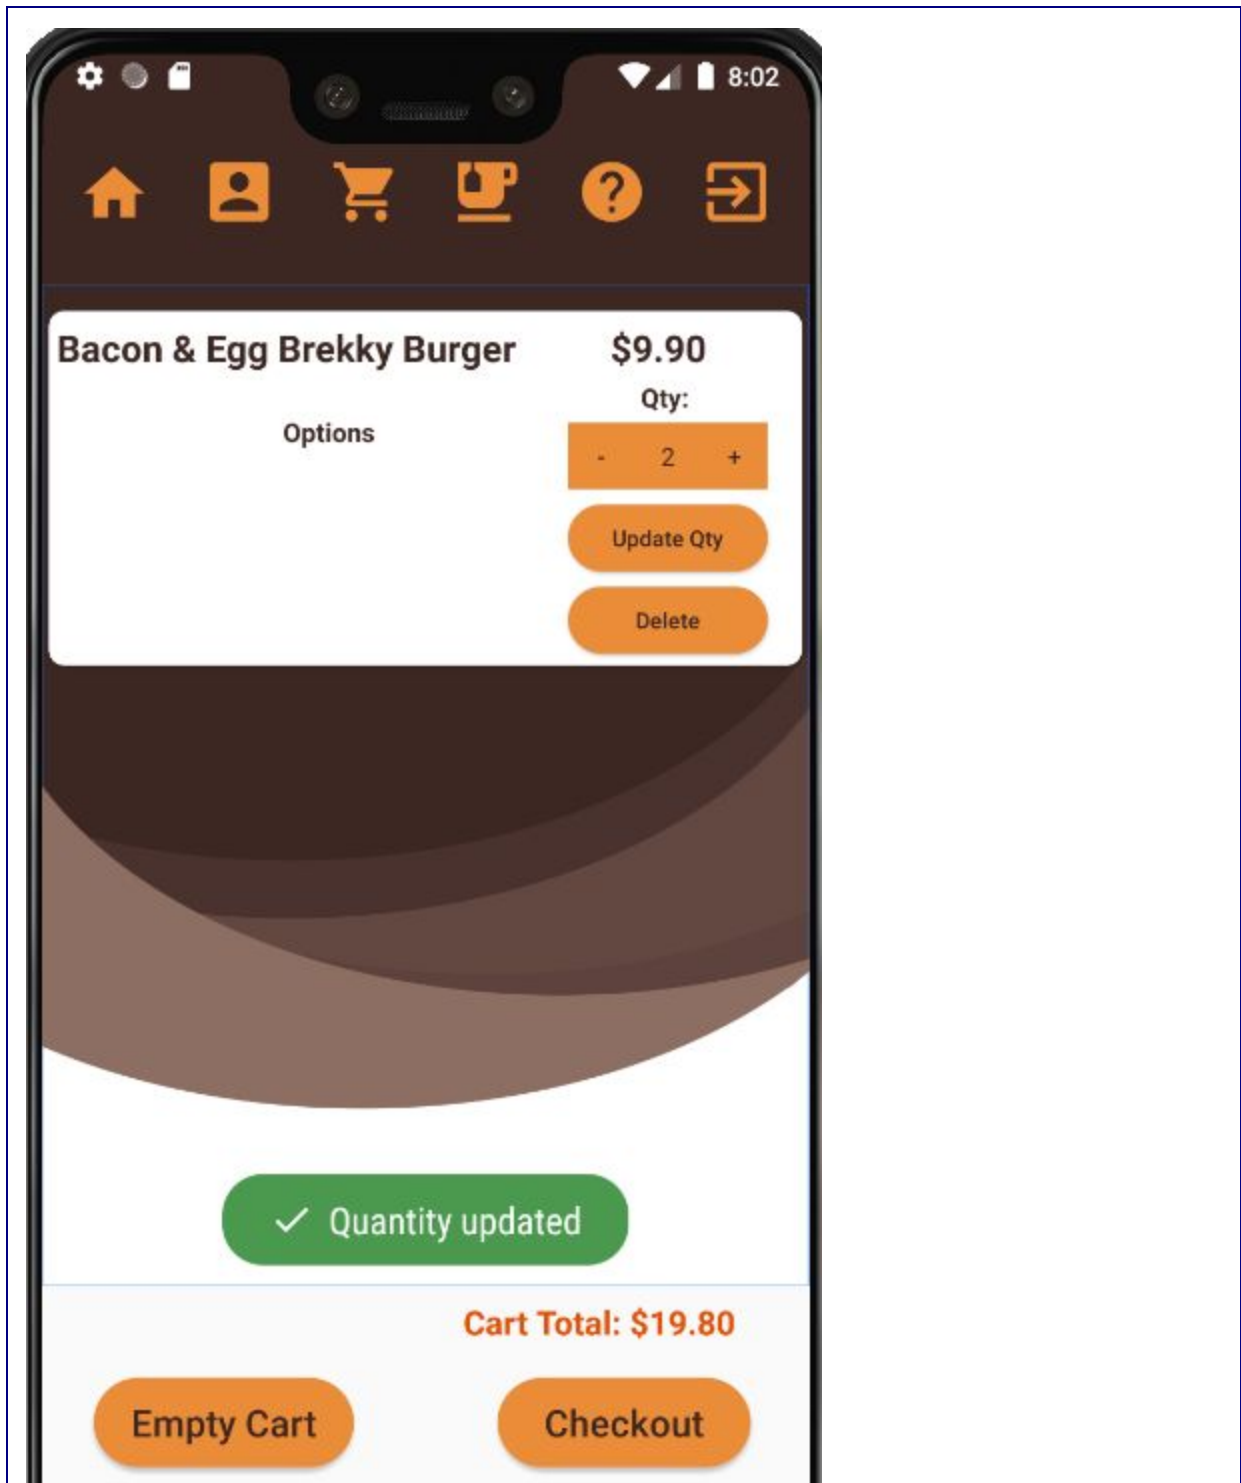 8:02
Bacon & Egg Brekky Burger $9.90
Qty:
Options
- 2 +
Update Qty
Delete
Quantity updated
Cart Total: $19.80
Empty Cart Checkout